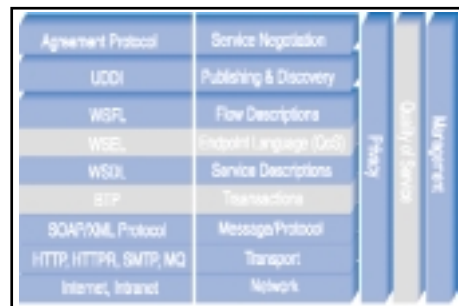 Agreement Protocol Service Negotiation
UDDI Publishing & Discovery
WSFL Flow Descriptions
WSEL Endpoint Language (QoS)
WSDL Service Descriptions
BTP Transactions
SOAP/XML Protocol Message/Protocol
HTTP, HTTPR, SMTP, MQ Transport
Internet, Intranet Network
Privacy
Quality of Service
Management